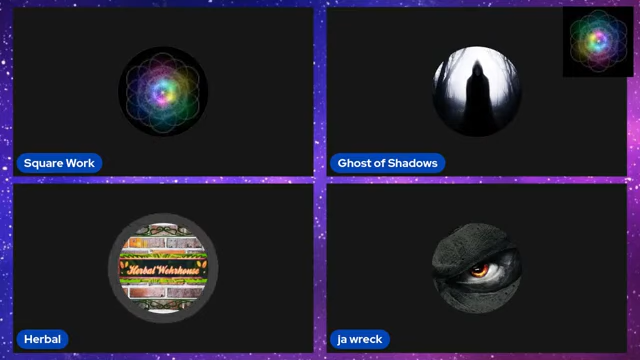 Square Work
Ghost of Shadows
Herbal Wehrhouse
Herbal
ja wreck